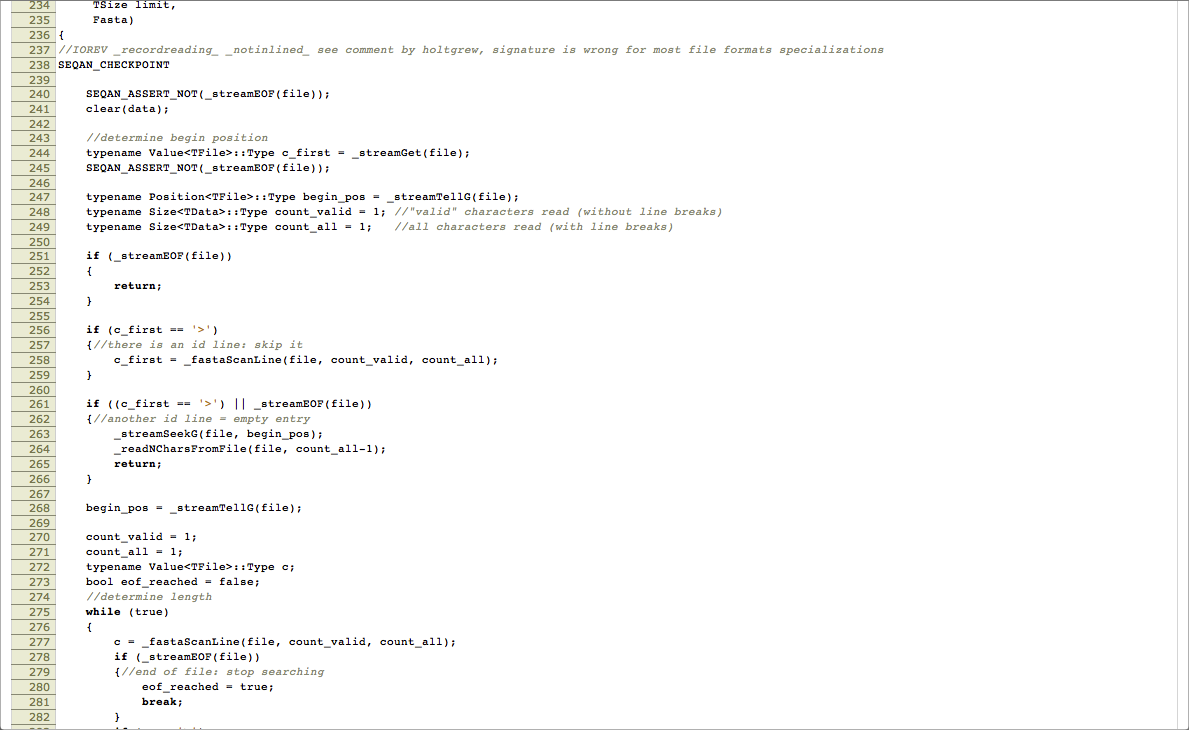 234 TSize limit,
235 Fasta)
236 {
237 //IOREV _recordreading_ _notinlined_ see comment by holtgrew, signature is wrong for most file formats specializations
238 SEQAN_CHECKPOINT
239
240 SEQAN_ASSERT_NOT(_streamEOF(file));
241 clear(data);
242
243 //determine begin position
244 typename Value<TFile>::Type c_first = _streamGet(file);
245 SEQAN_ASSERT_NOT(_streamEOF(file));
246
247 typename Position<TFile>::Type begin_pos = _streamTellG(file);
248 typename Size<TData>::Type count_valid = 1; //"valid" characters read (without line breaks)
249 typename Size<TData>::Type count_all = 1; //all characters read (with line breaks)
250
251 if (_streamEOF(file))
252 {
253 return;
254 }
255
256 if (c_first == '>')
257 {//there is an id line: skip it
258 c_first = _fastaScanLine(file, count_valid, count_all);
259 }
260
261 if ((c_first == '>') || _streamEOF(file))
262 {//another id line = empty entry
263 _streamSeekG(file, begin_pos);
264 _readNCharsFromFile(file, count_all-1);
265 return;
266 }
267
268 begin_pos = _streamTellG(file);
269
270 count_valid = 1;
271 count_all = 1;
272 typename Value<TFile>::Type c;
273 bool eof_reached = false;
274 //determine length
275 while (true)
276 {
277 c = _fastaScanLine(file, count_valid, count_all);
278 if (_streamEOF(file))
279 {//end of file: stop searching
280 eof_reached = true;
281 break;
282 }